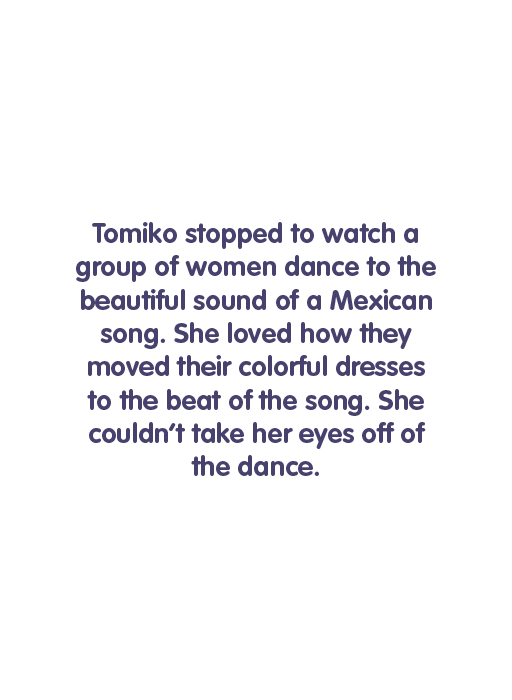 Tomiko stopped to watch a
group of women dance to the
beautiful sound of a Mexican
song. She loved how they
moved their colorful dresses
to the beat of the song. She
couldn't take her eyes off of
the dance.